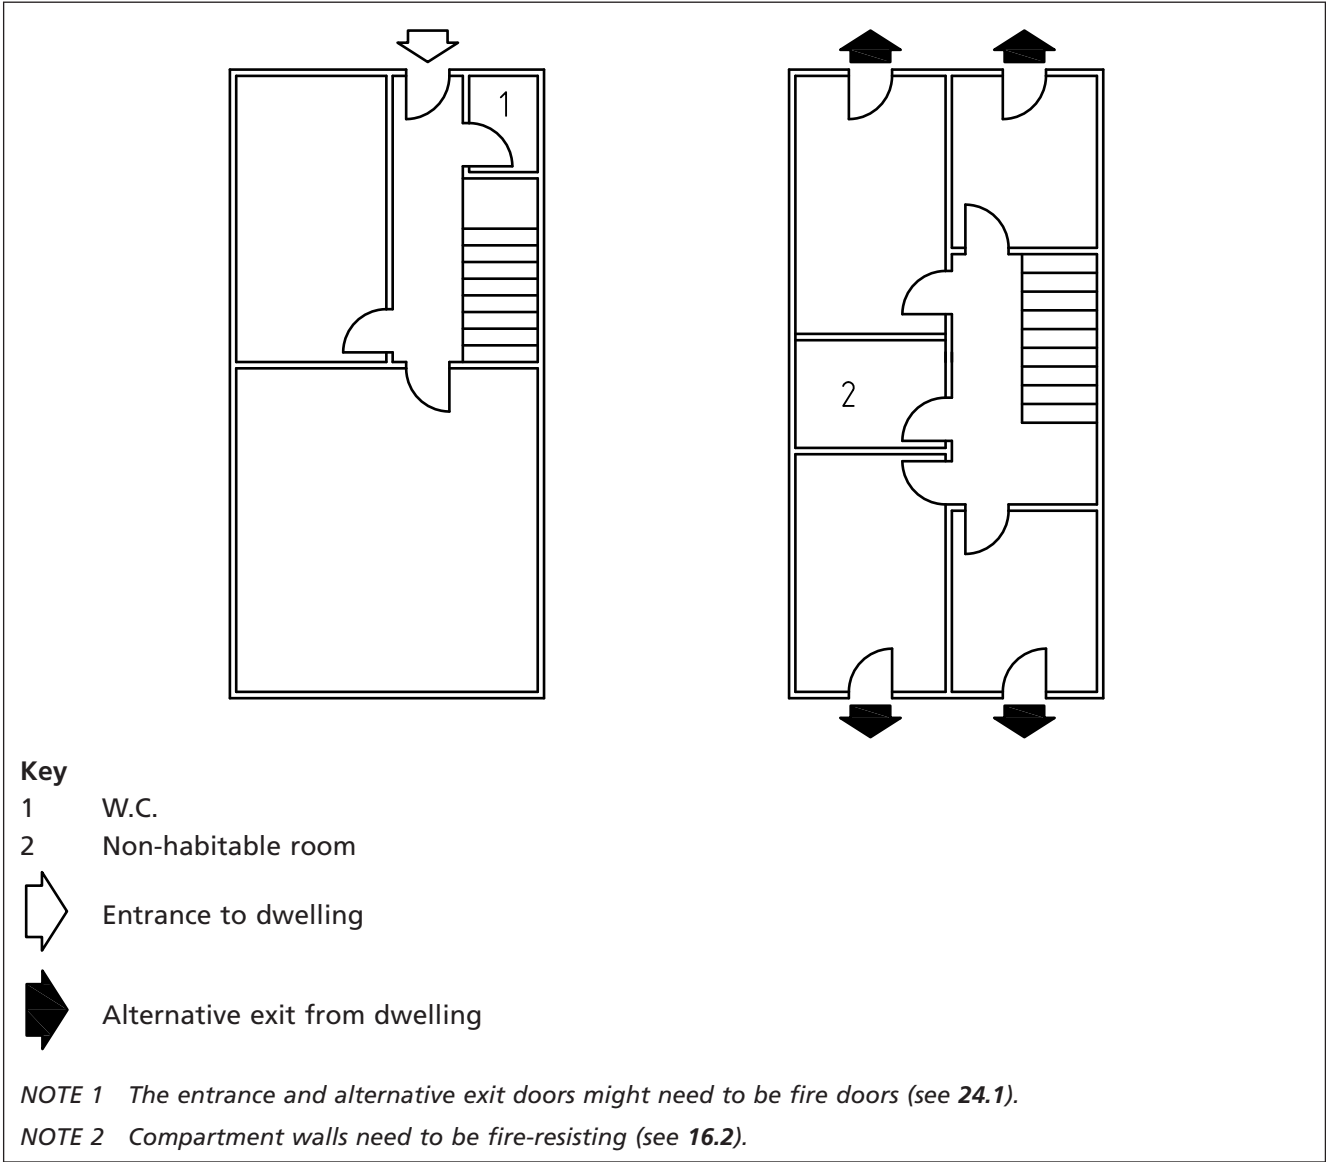 1
2
Key
1 W.C.
2 Non-habitable room
Entrance to dwelling
Alternative exit from dwelling
NOTE 1 The entrance and alternative exit doors might need to be fire doors (see 24.1).
NOTE 2 Compartment walls need to be fire-resisting (see 16.2).